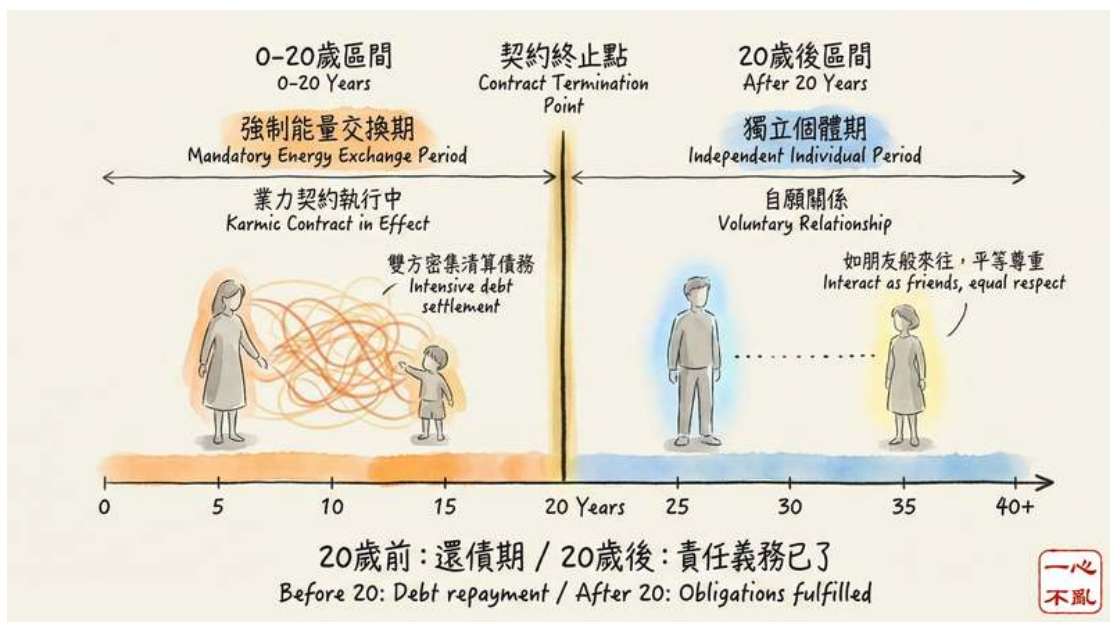 0-20歲區間
0-20 Years
強制能量交換期
Mandatory Energy Exchange Period
業力契約執行中
Karmic Contract in Effect
雙方密集清算債務
Intensive debt
settlement
契約終止點
Contract Termination
Point
20歲後區間
After 20 Years
獨立個體期
Independent Individual Period
自願關係
Voluntary Relationship
如朋友般來往，平等尊重
Interact as friends, equal respect
0 5 10 15 20 Years 25 30 35 40+
20歲前：還債期 / 20歲後：責任義務已了
Before 20: Debt repayment / After 20: Obligations fulfilled
一心
不亂